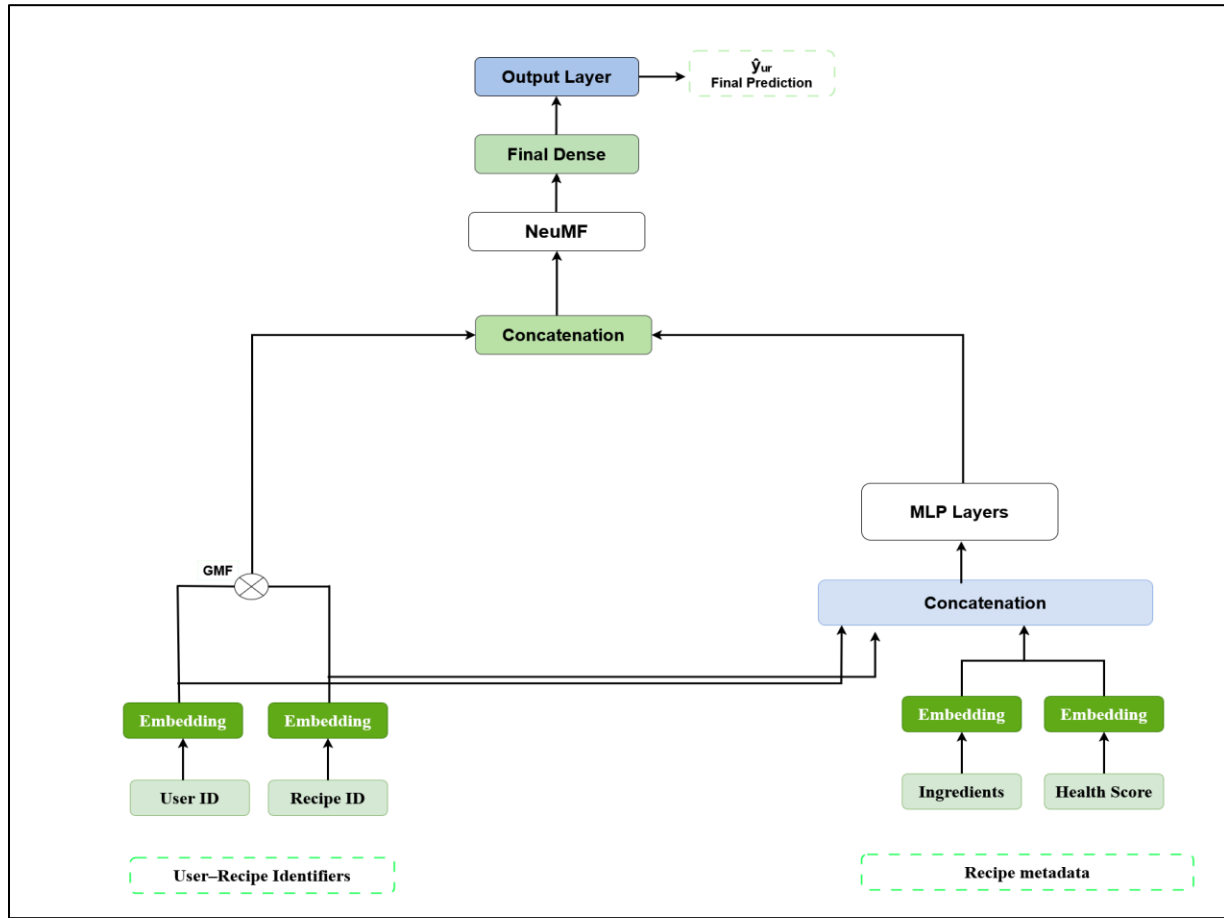 Output Layer
ŷur
Final Prediction
Final Dense
NeuMF
Concatenation
MLP Layers
GMF
Concatenation
Embedding
Embedding
Embedding
Embedding
User ID
Recipe ID
Ingredients
Health Score
User–Recipe Identifiers
Recipe metadata